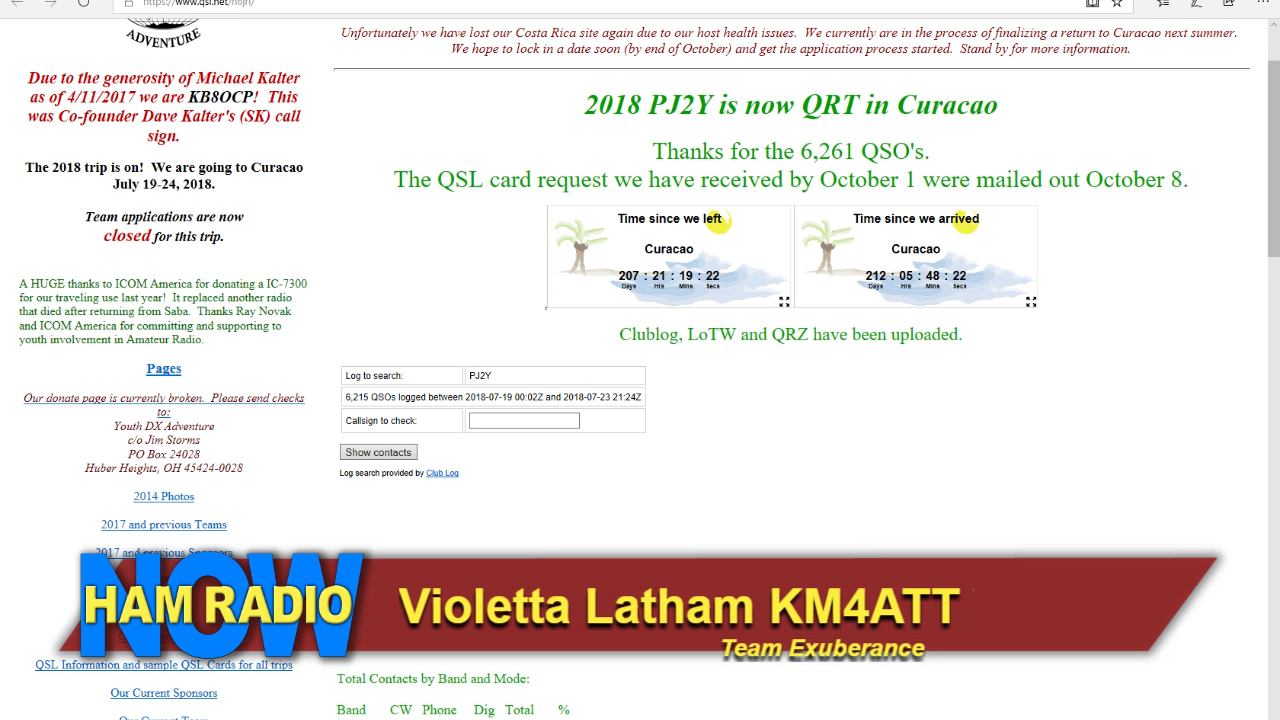 https://www.qsl.net/n6jrl/
ADVENTURE
Due to the generosity of Michael Kalter
as of 4/11/2017 we are KB8OCP! This
was Co-founder Dave Kalter's (SK) call
sign.
The 2018 trip is on! We are going to Curacao
July 19-24, 2018.
Team applications are now
closed for this trip.
A HUGE thanks to ICOM America for donating a IC-7300
for our traveling use last year! It replaced another radio
that died after returning from Saba. Thanks Ray Novak
and ICOM America for committing and supporting to
youth involvement in Amateur Radio.
Pages
Our donate page is currently broken. Please send checks
to:
Youth DX Adventure
c/o Jim Storms
PO Box 24028
Huber Heights, OH 45424-0028
2014 Photos
2017 and previous Teams
2017 and previous Sponsors
QSL Information and sample QSL Cards for all trips
Our Current Sponsors
Our Current Team
Unfortunately we have lost our Costa Rica site again due to our host health issues. We currently are in the process of finalizing a return to Curacao next summer.
We hope to lock in a date soon (by end of October) and get the application process started. Stand by for more information.
2018 PJ2Y is now QRT in Curacao
Thanks for the 6,261 QSO's.
The QSL card request we have received by October 1 were mailed out October 8.
Time since we left
Curacao
207 : 21 : 19 : 22
Days Hrs Mins Secs
Time since we arrived
Curacao
212 : 05 : 48 : 22
Days Hrs Mins Secs
Clublog, LoTW and QRZ have been uploaded.
Log to search: PJ2Y
6,215 QSOs logged between 2018-07-19 00:02Z and 2018-07-23 21:24Z
Callsign to check:
Show contacts
Log search provided by Club Log
NOW
HAM RADIO
Violetta Latham KM4ATT
Team Exuberance
Total Contacts by Band and Mode:
Band CW Phone Dig Total %